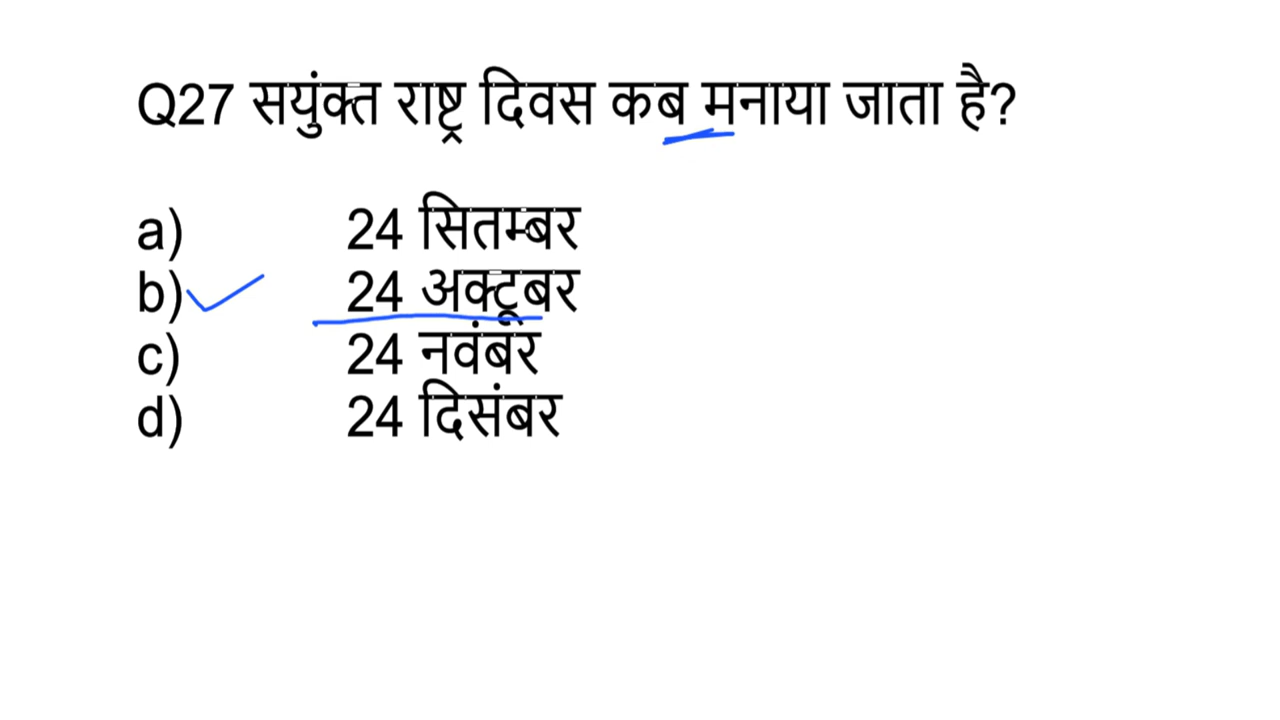 Q27 सयुंक्त राष्ट्र दिवस कब मनाया जाता है?
a) 24 सितम्बर
b) 24 अक्टूबर
c) 24 नवंबर
d) 24 दिसंबर